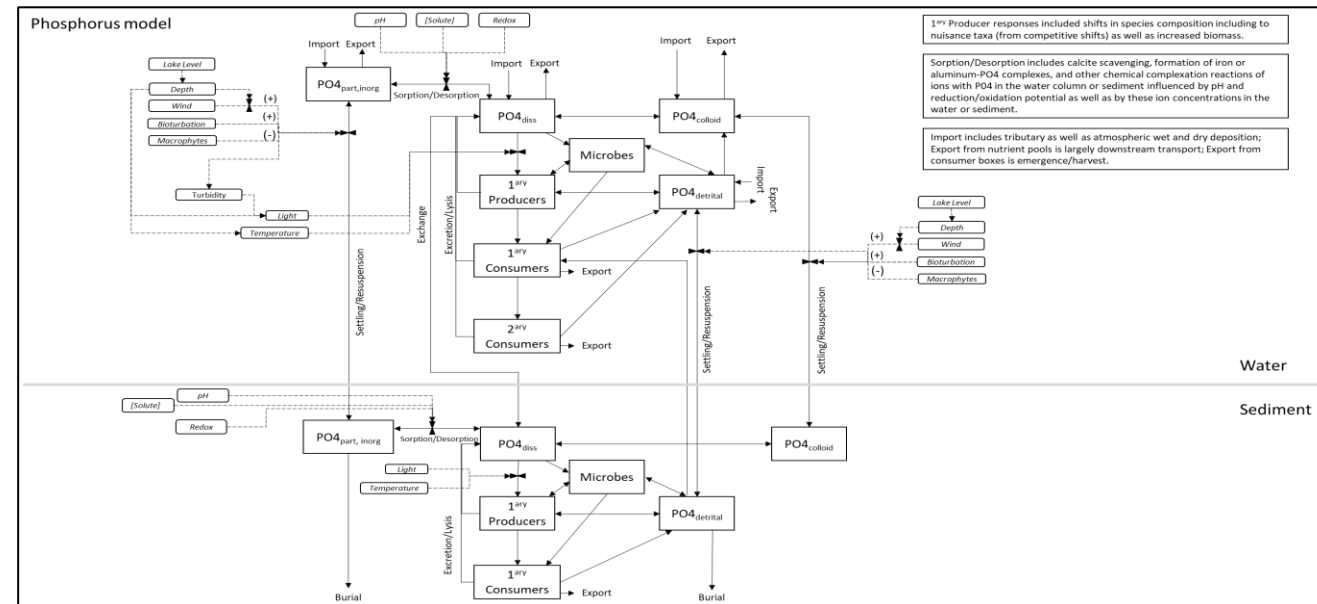 Phosphorus model
pH
[Solute]
Redox
Import
Export
Import
Export
Import
Export
1ary Producer responses included shifts in species composition including to
nuisance taxa (from competitive shifts) as well as increased biomass.
Sorption/Desorption includes calcite scavenging, formation of iron or
aluminum-PO4 complexes, and other chemical complexation reactions of
ions with PO4 in the water column or sediment influenced by pH and
reduction/oxidation potential as well as by these ion concentrations in the
water or sediment.
Import includes tributary as well as atmospheric wet and dry deposition;
Export from nutrient pools is largely downstream transport; Export from
consumer boxes is emergence/harvest.
Lake Level
Depth
Wind
Bioturbation
Macrophytes
(+)
(+)
(-)
Turbidity
Light
Temperature
PO4part,inorg
Sorption/Desorption
PO4diss
PO4colloid
Microbes
1ary
Producers
PO4detrital
Import
Export
1ary
Consumers
Export
2ary
Consumers
Export
Exchange
Excretion/Lysis
Settling/Resuspension
Settling/Resuspension
Settling/Resuspension
Lake Level
Depth
Wind
Bioturbation
Macrophytes
(+)
(+)
(-)
Water
Sediment
pH
[Solute]
Redox
PO4part, inorg
Sorption/Desorption
PO4diss
PO4colloid
Light
Temperature
Microbes
1ary
Producers
PO4detrital
Excretion/Lysis
1ary
Consumers
Export
Burial
Burial